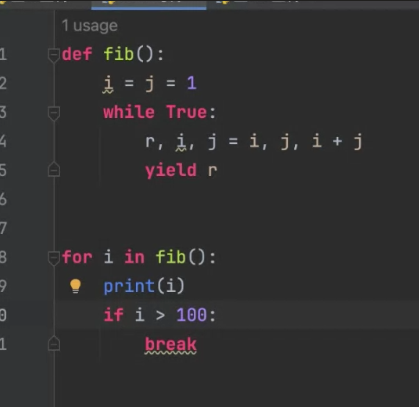 1 usage
1 def fib():
2 i = j = 1
3 while True:
4 r, i, j = i, j, i + j
5 yield r
6
7
8 for i in fib():
9 print(i)
0 if i > 100:
1 break